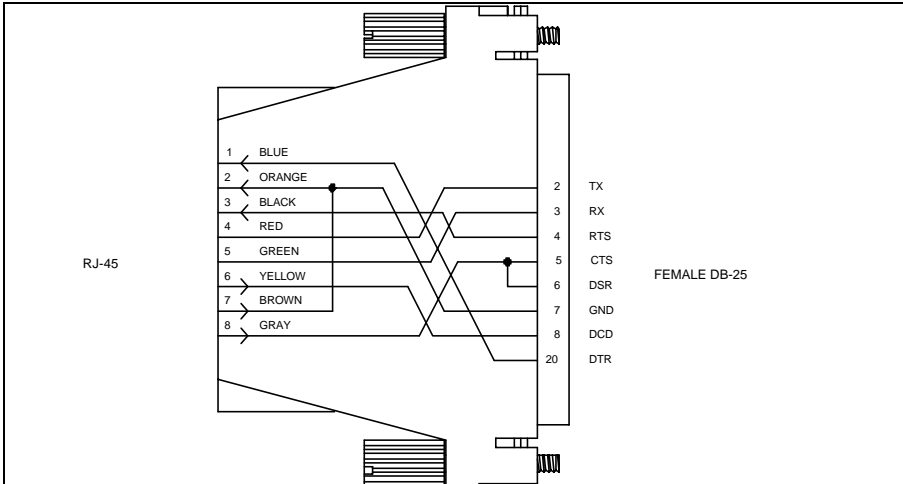 RJ-45
1 BLUE
2 ORANGE
3 BLACK
4 RED
5 GREEN
6 YELLOW
7 BROWN
8 GRAY
2 TX
3 RX
4 RTS
5 CTS
6 DSR
7 GND
8 DCD
20 DTR
FEMALE DB-25